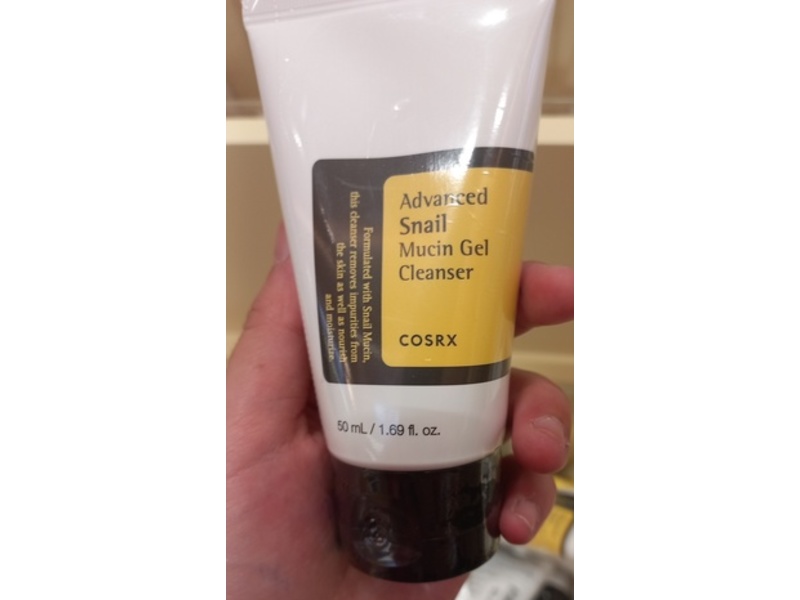 Advanced
Snail
Mucin Gel
Cleanser
COSRX
Formulated with Snail Mucin,
this cleanser removes impurities from
the skin as well as nourish
and moisturize.
50 mL / 1.69 fl. oz.